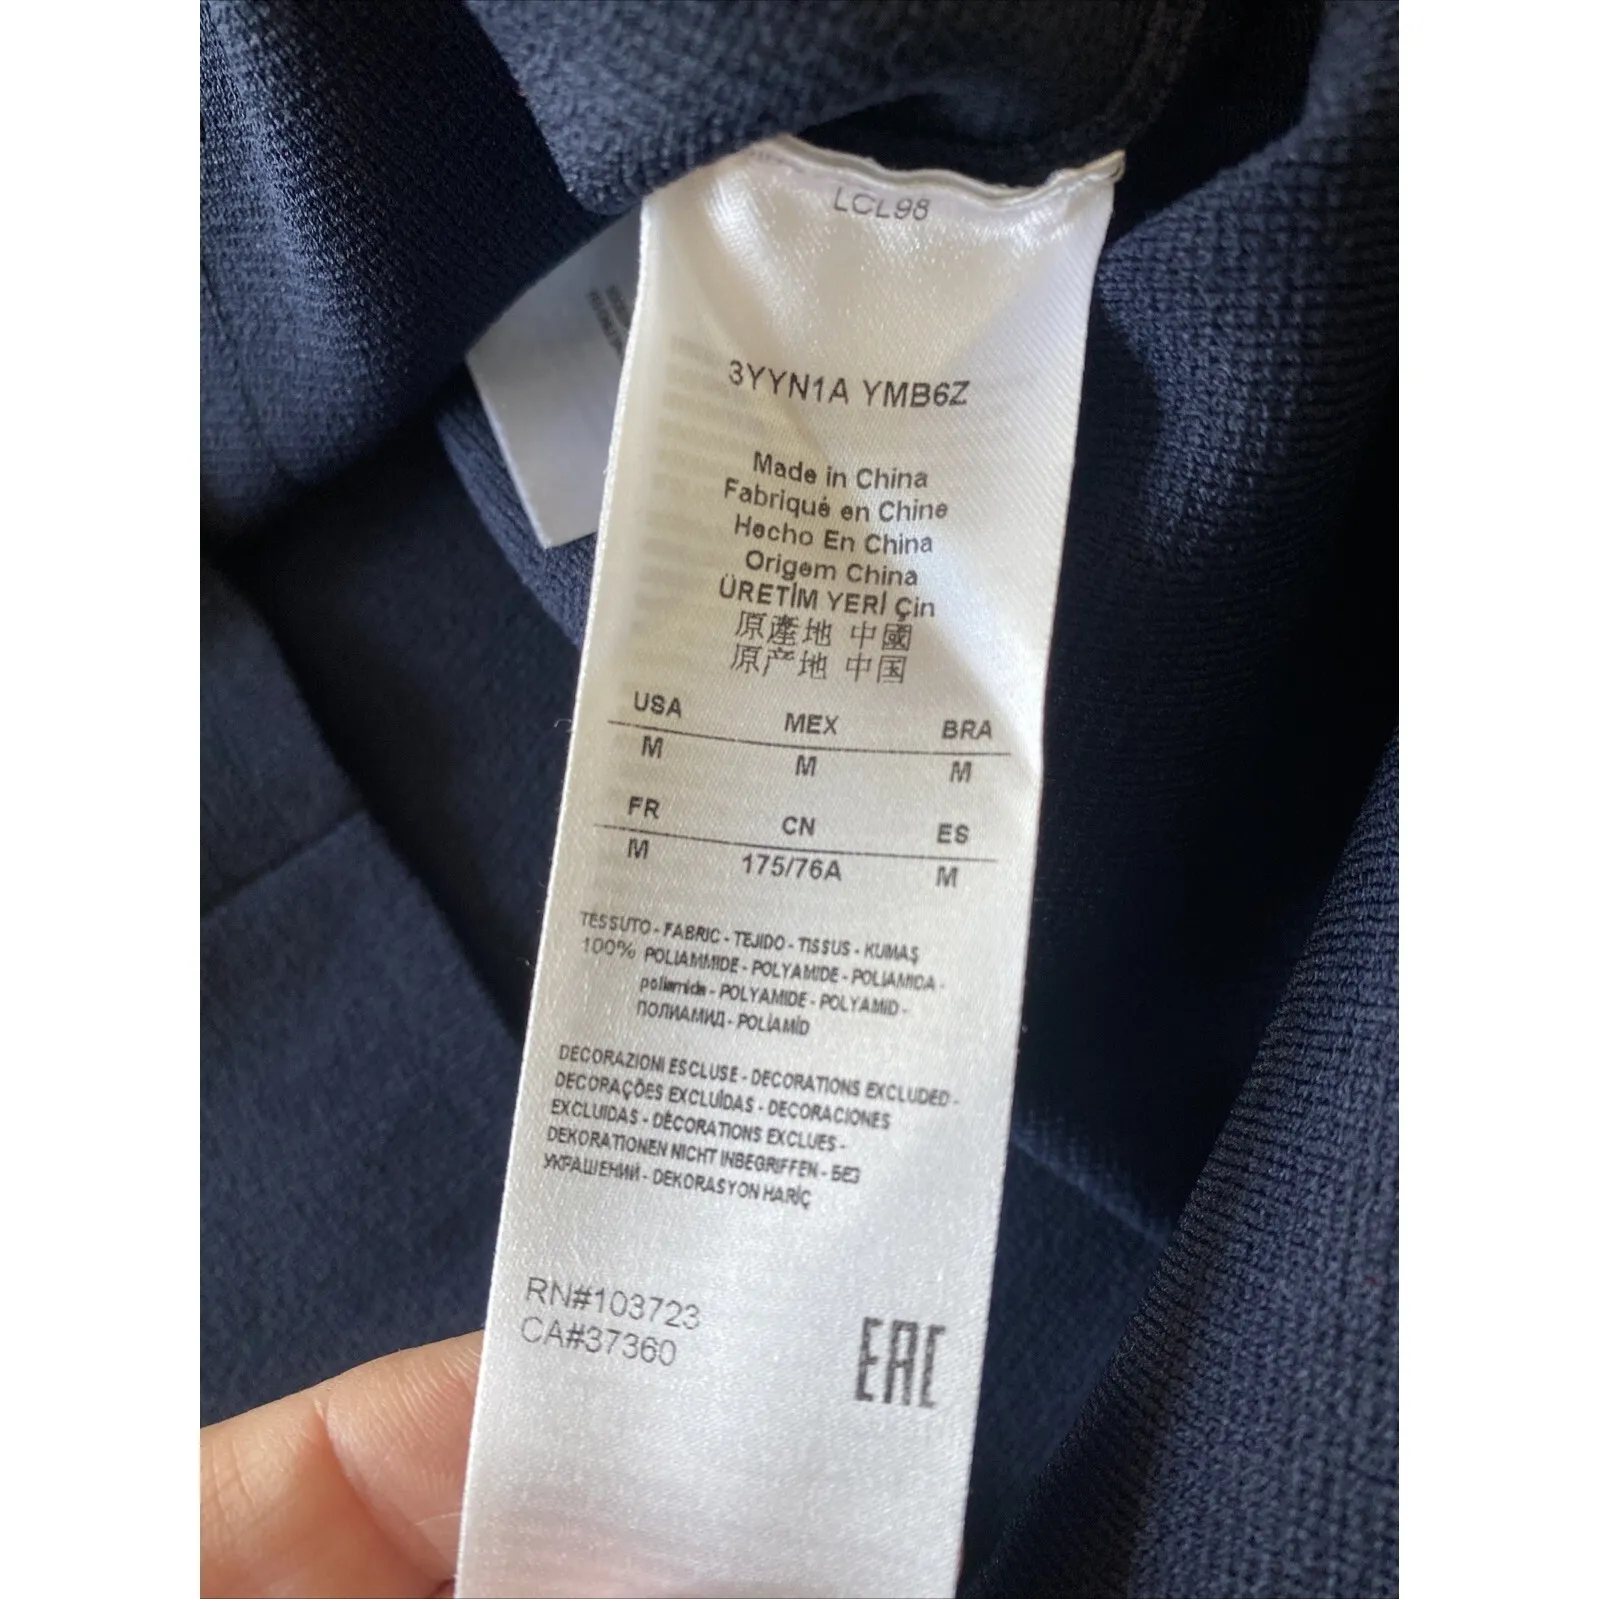 LCL98
3YYN1A YMB6Z
Made in China
Fabriqué en Chine
Hecho En China
Origem China
ÜRETİM YERİ Çin
原產地 中國
原产地 中国
USA MEX BRA
M M M
FR CN ES
M 175/76A M
TESSUTO - FABRIC - TEJIDO - TISSUS - KUMAŞ
100% POLIAMMIDE - POLYAMIDE - POLIAMIDA -
poliamida - POLYAMIDE - POLYAMID -
ПОЛИАМИД - POLİAMİD
DECORAZIONI ESCLUSE - DECORATIONS EXCLUDED -
DECORAÇÕES EXCLUÍDAS - DECORACIONES
EXCLUIDAS - DÉCORATIONS EXCLUES -
DEKORATIONEN NICHT INBEGRIFFEN - БЕЗ
УКРАШЕНИЙ - DEKORASYON HARİÇ
RN#103723
CA#37360
EAC